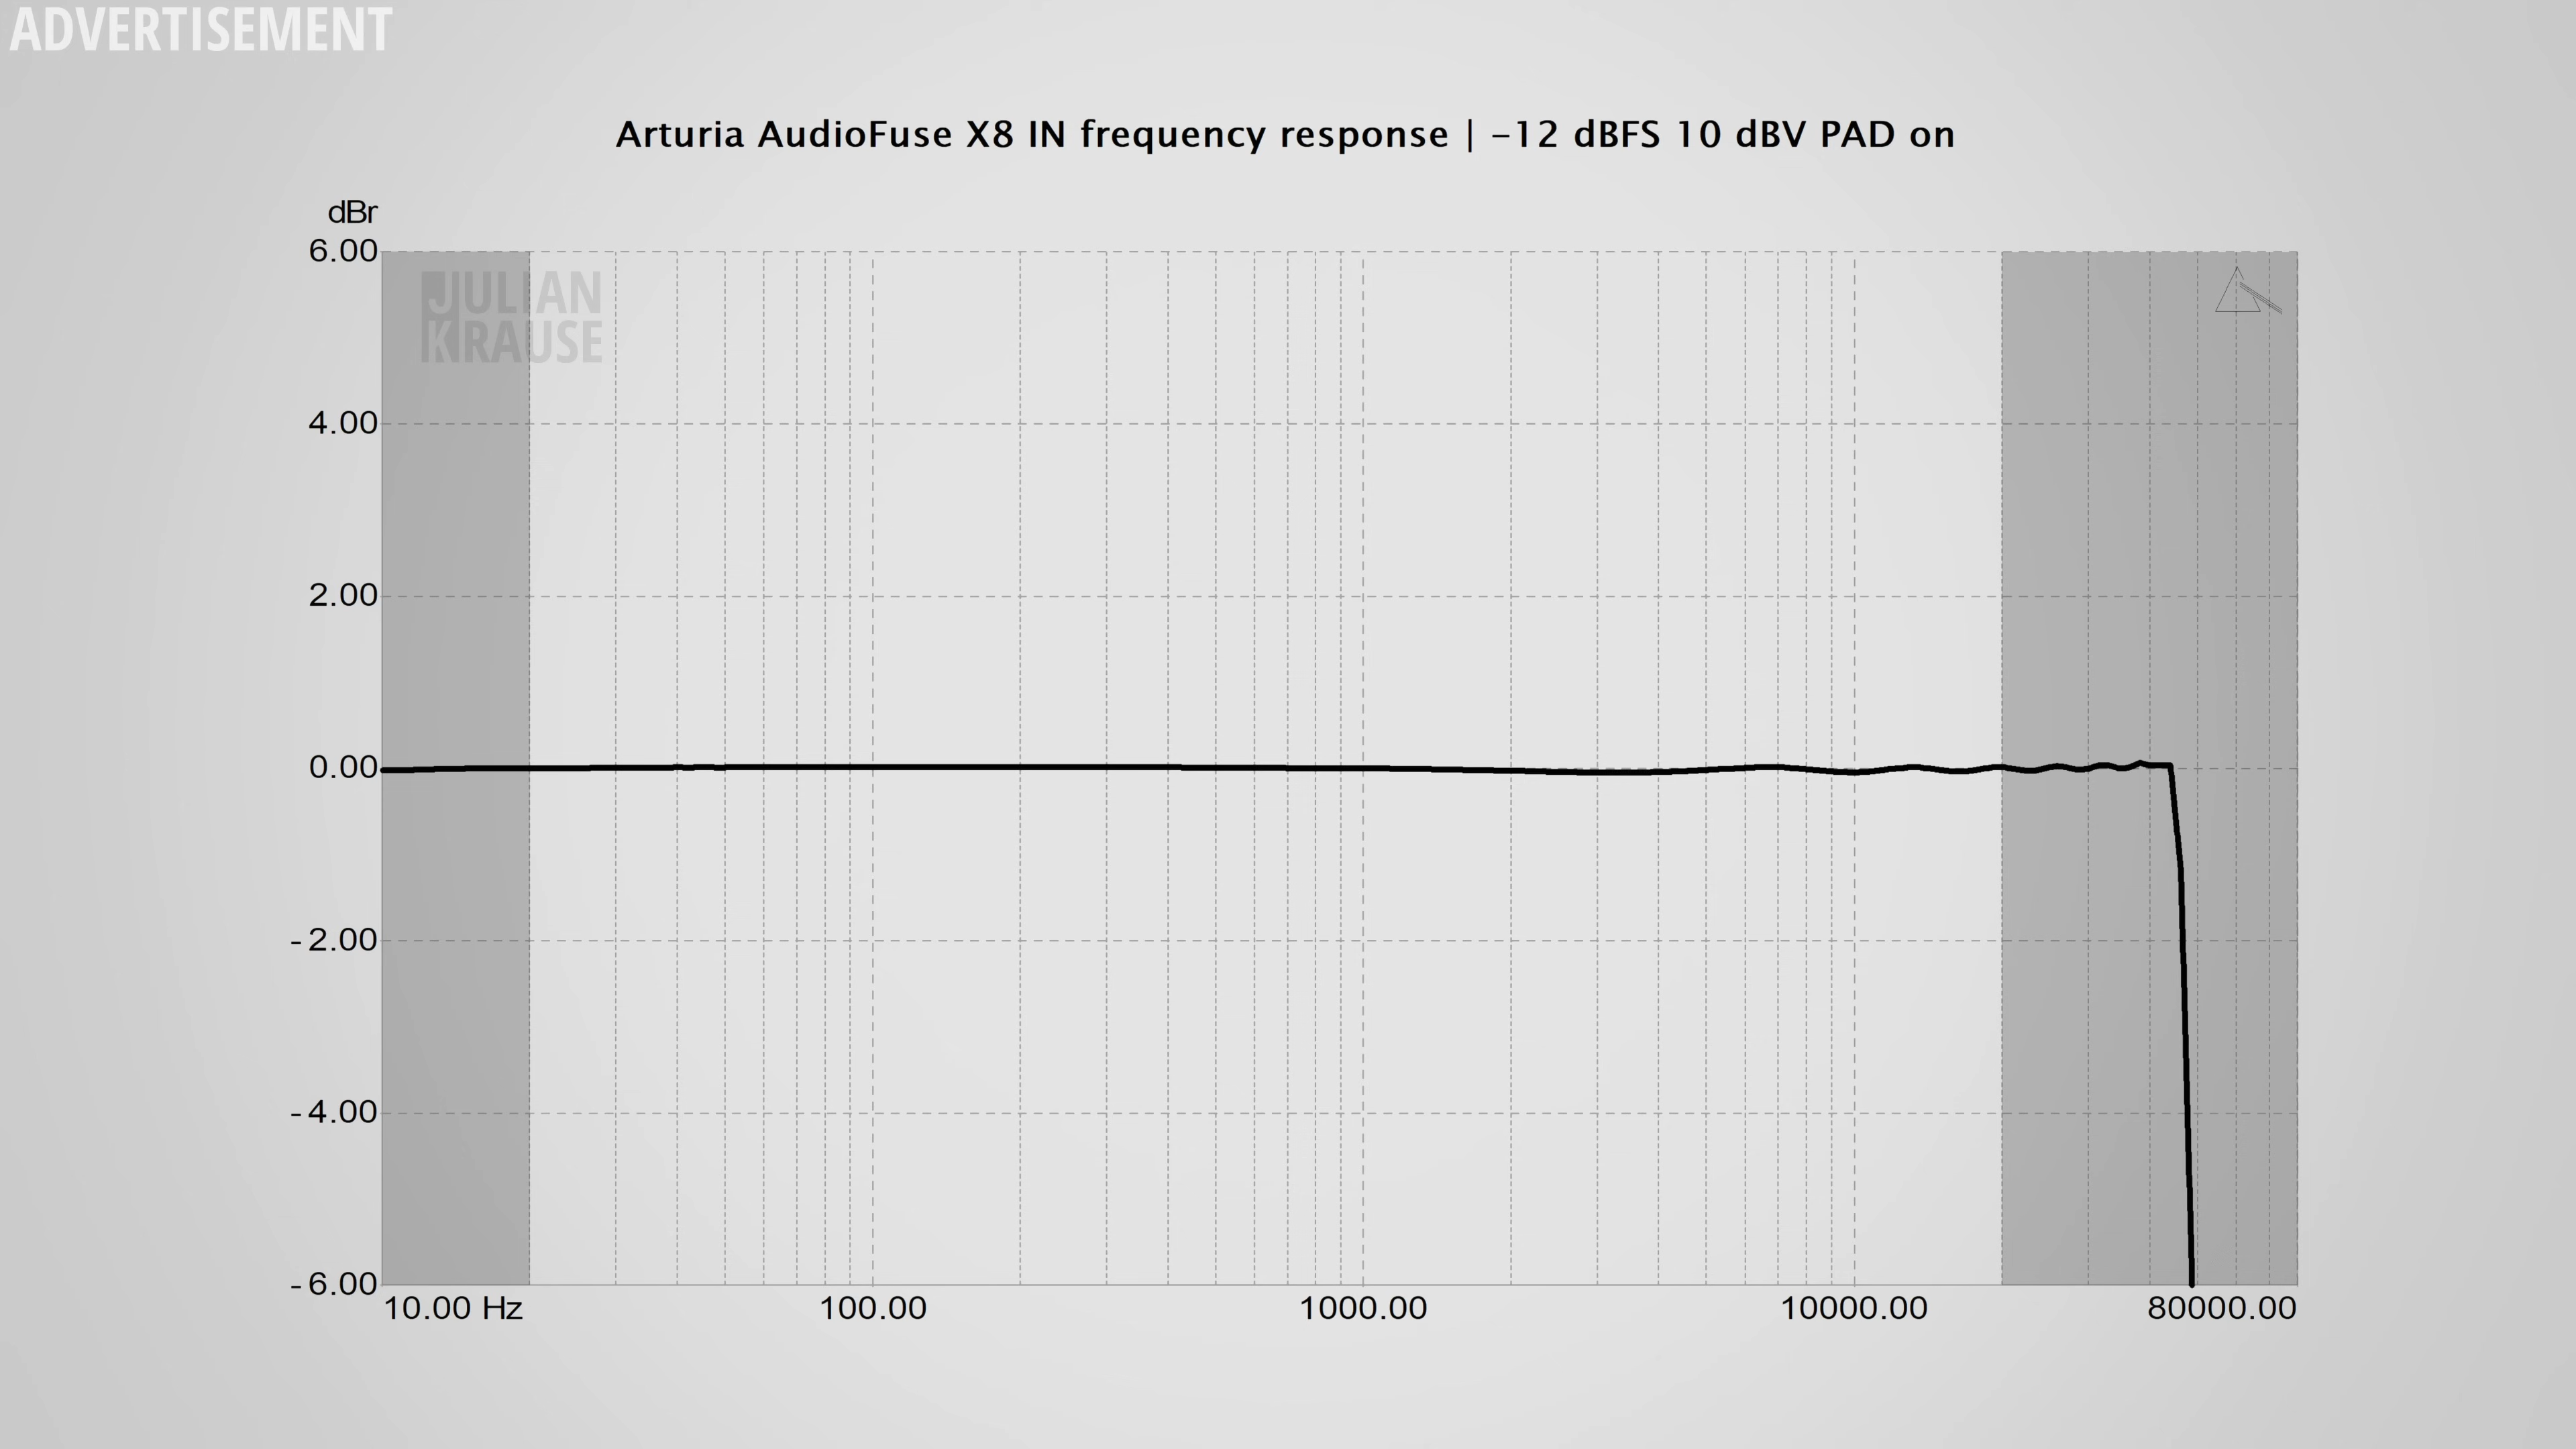 ADVERTISEMENT
Arturia AudioFuse X8 IN frequency response | -12 dBFS 10 dBV PAD on
dBr
6.00
JULIAN
KRAUSE
4.00
2.00
0.00
-2.00
-4.00
-6.00
10.00 Hz 100.00 1000.00 10000.00 80000.00